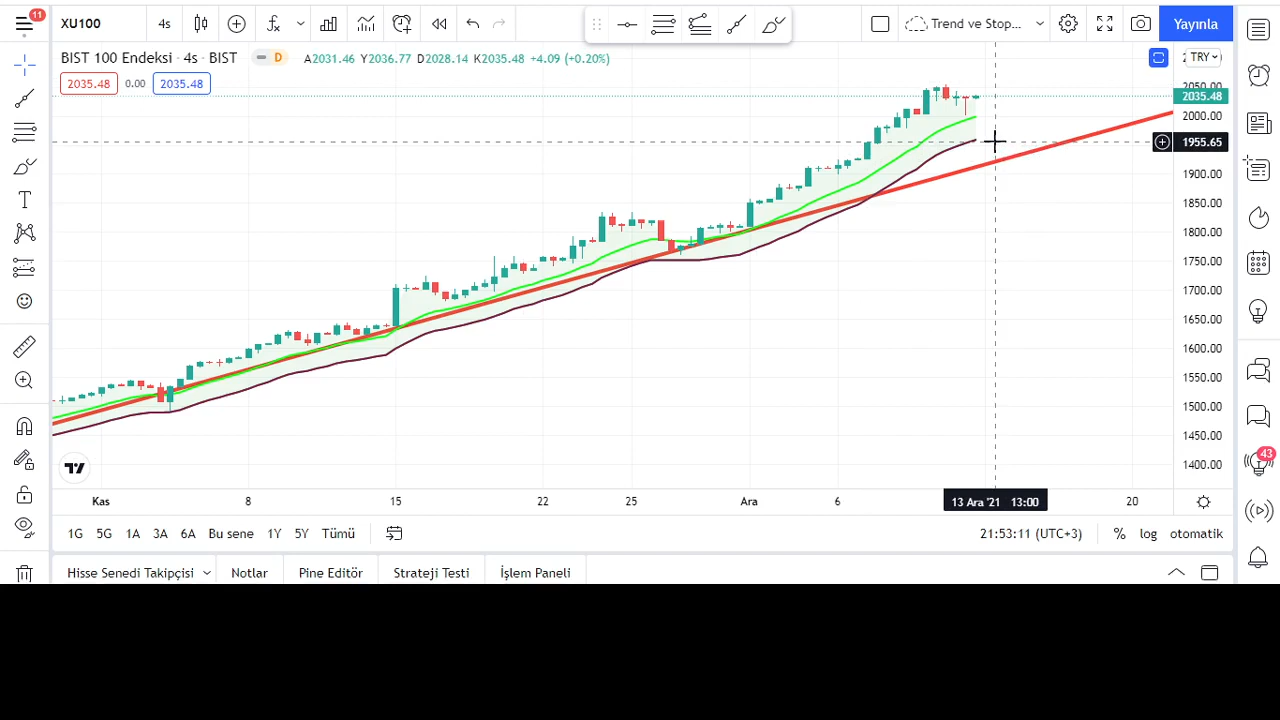 11
XU100
4s
Trend ve Stop...
Yayınla
BIST 100 Endeksi · 4s · BIST
D
A2031.46 Y2036.77 D2028.14 K2035.48 +4.09 (+0.20%)
TRY
2035.48
0.00
2035.48
2050.00
2035.48
2000.00
1955.65
1900.00
1850.00
1800.00
1750.00
1700.00
1650.00
1600.00
1550.00
1500.00
1450.00
1400.00
43
Kas
8
15
22
25
Ara
6
13 Ara '21 13:00
20
1G
5G
1A
3A
6A
Bu sene
1Y
5Y
Tümü
21:53:11 (UTC+3)
%
log
otomatik
Hisse Senedi Takipçisi
Notlar
Pine Editör
Strateji Testi
İşlem Paneli